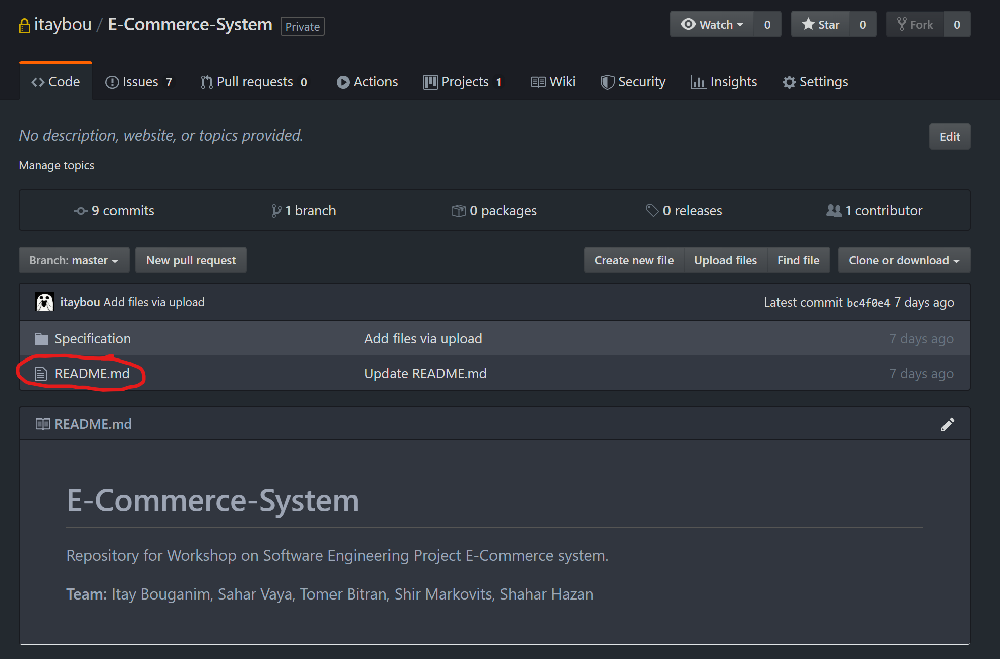 itaybou / E-Commerce-System Private Watch 0 Star 0 Fork 0
Code Issues 7 Pull requests 0 Actions Projects 1 Wiki Security Insights Settings
No description, website, or topics provided. Edit
Manage topics
9 commits 1 branch 0 packages 0 releases 1 contributor
Branch: master New pull request Create new file Upload files Find file Clone or download
itaybou Add files via upload Latest commit bc4f0e4 7 days ago
Specification Add files via upload 7 days ago
README.md Update README.md 7 days ago
README.md
E-Commerce-System
Repository for Workshop on Software Engineering Project E-Commerce system.
Team: Itay Bouganim, Sahar Vaya, Tomer Bitran, Shir Markovits, Shahar Hazan